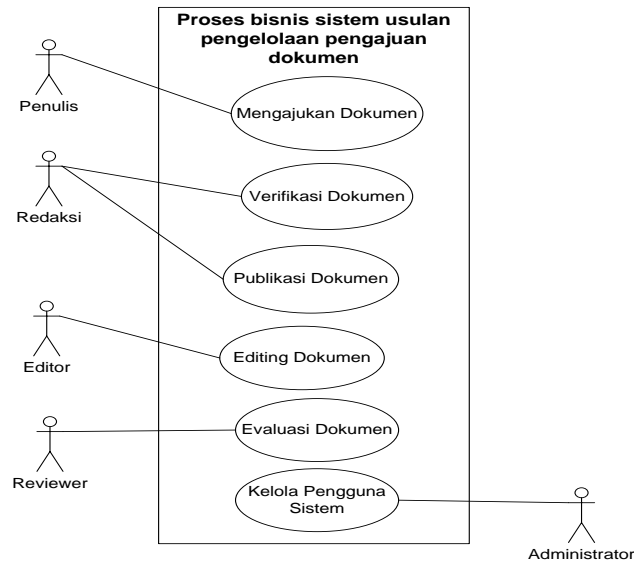 Proses bisnis sistem usulan
pengelolaan pengajuan
dokumen
Penulis
Mengajukan Dokumen
Redaksi
Verifikasi Dokumen
Publikasi Dokumen
Editor
Editing Dokumen
Reviewer
Evaluasi Dokumen
Kelola Pengguna
Sistem
Administrator